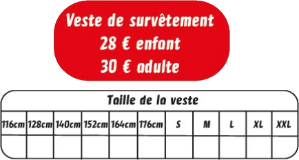 Veste de survêtement
28 € enfant
30 € adulte
Taille de la veste
116cm 128cm 140cm 152cm 164cm 176cm S M L XL XXL